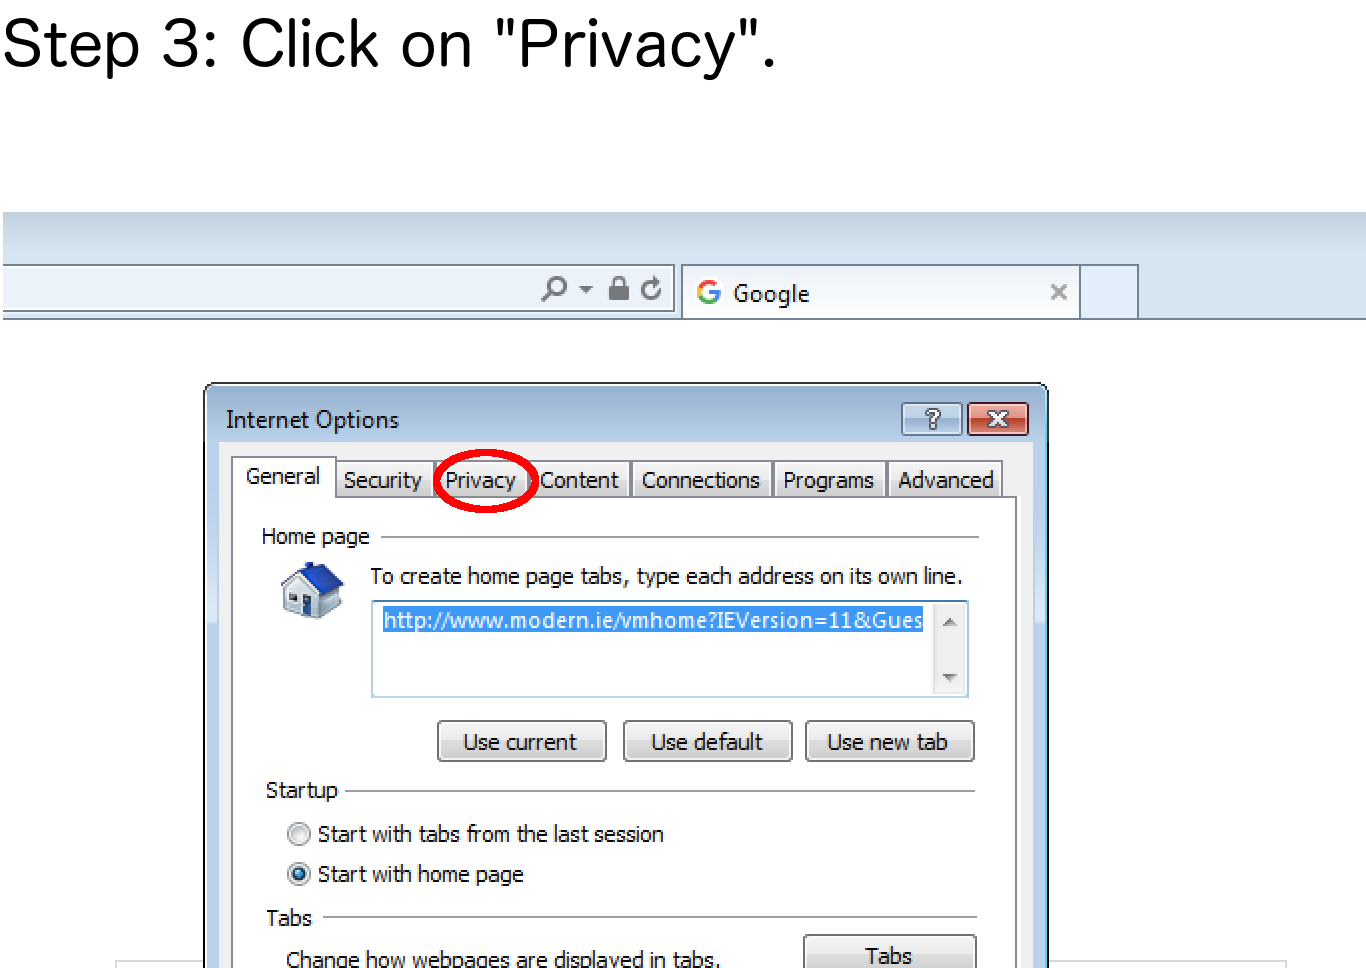 Step 3: Click on "Privacy".
Google
Internet Options
General Security Privacy Content Connections Programs Advanced
Home page
To create home page tabs, type each address on its own line.
http://www.modern.ie/vmhome?IEVersion=11&Gues
Use current Use default Use new tab
Startup
Start with tabs from the last session
Start with home page
Tabs
Change how webpages are displayed in tabs. Tabs